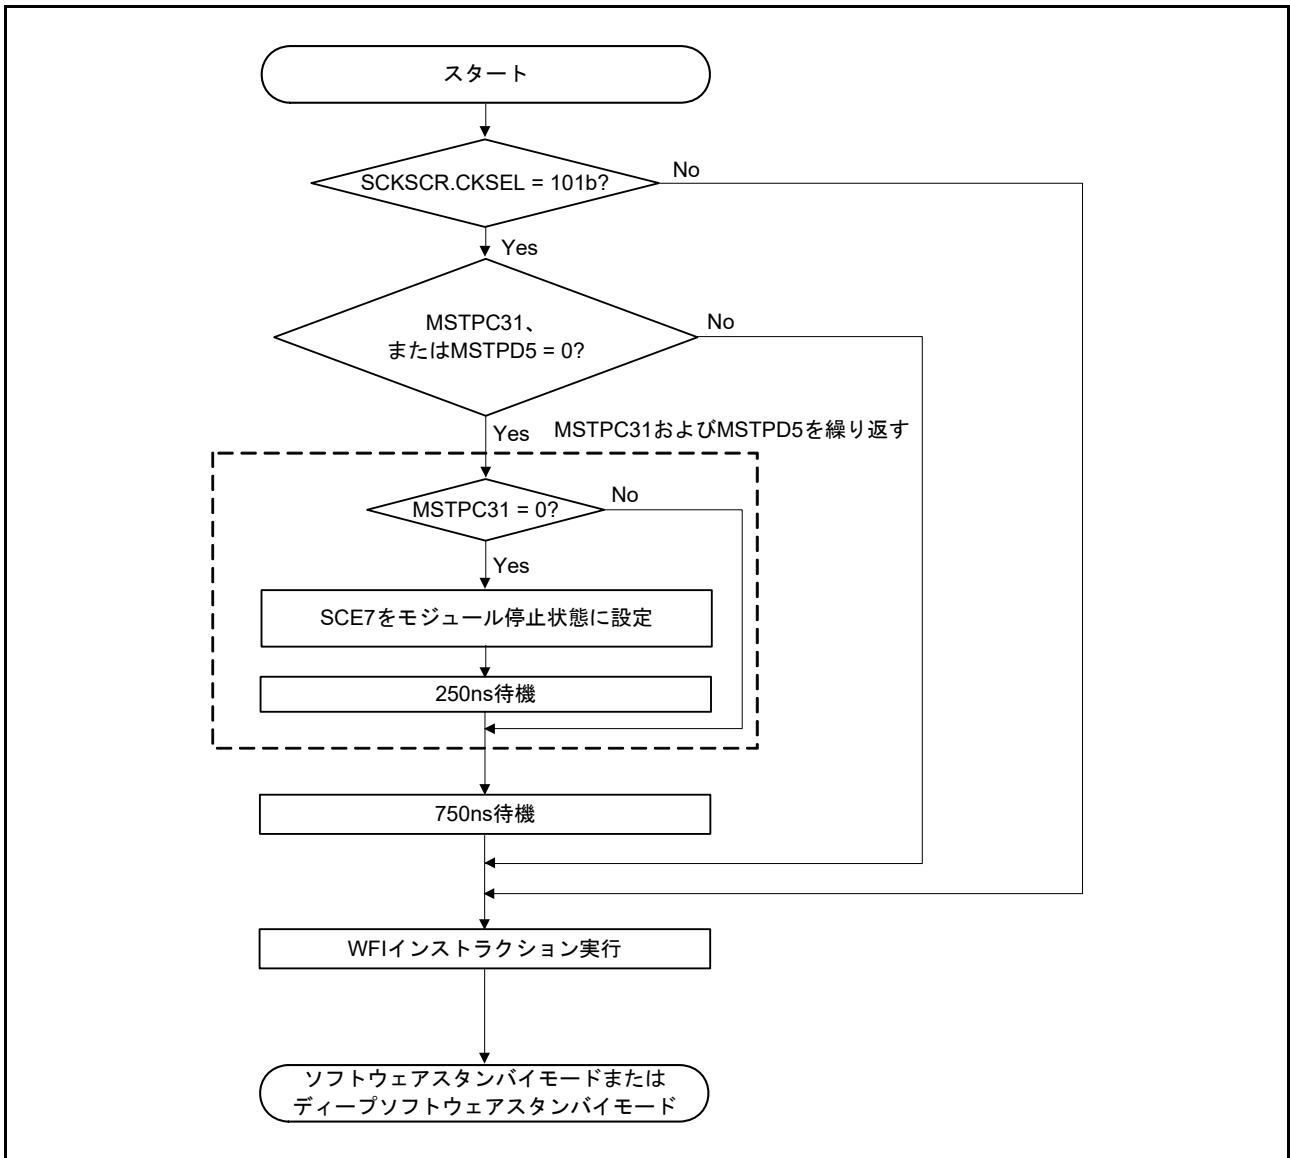 スタート
SCKSCR.CKSEL = 101b?
No
Yes
MSTPC31、
またはMSTPD5 = 0?
No
Yes
MSTPC31およびMSTPD5を繰り返す
MSTPC31 = 0?
No
Yes
SCE7をモジュール停止状態に設定
250ns待機
750ns待機
WFIインストラクション実行
ソフトウェアスタンバイモードまたは
ディープソフトウェアスタンバイモード